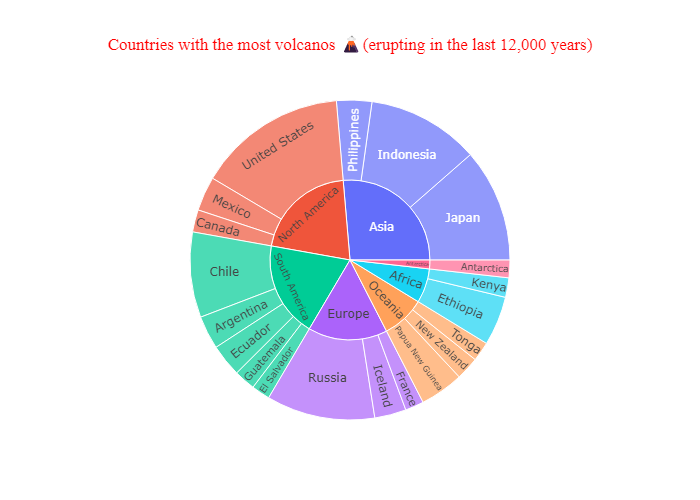 Countries with the most volcanos 🌋 (erupting in the last 12,000 years)
Philippines
Indonesia
Japan
United States
Mexico
Canada
North America
Asia
Chile
Argentina
Ecuador
Guatemala
El Salvador
South America
Europe
Russia
Iceland
France
Oceania
Papua New Guinea
New Zealand
Tonga
Africa
Ethiopia
Kenya
Antarctica